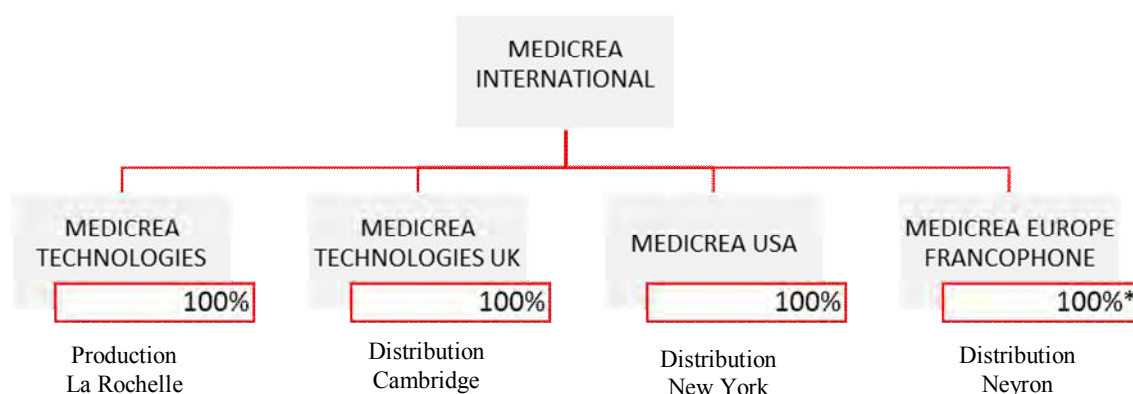 MEDICREA
INTERNATIONAL
MEDICREA
TECHNOLOGIES
100%
Production
La Rochelle
MEDICREA
TECHNOLOGIES UK
100%
Distribution
Cambridge
MEDICREA USA
100%
Distribution
New York
MEDICREA EUROPE
FRANCOPHONE
100%*
Distribution
Neyron